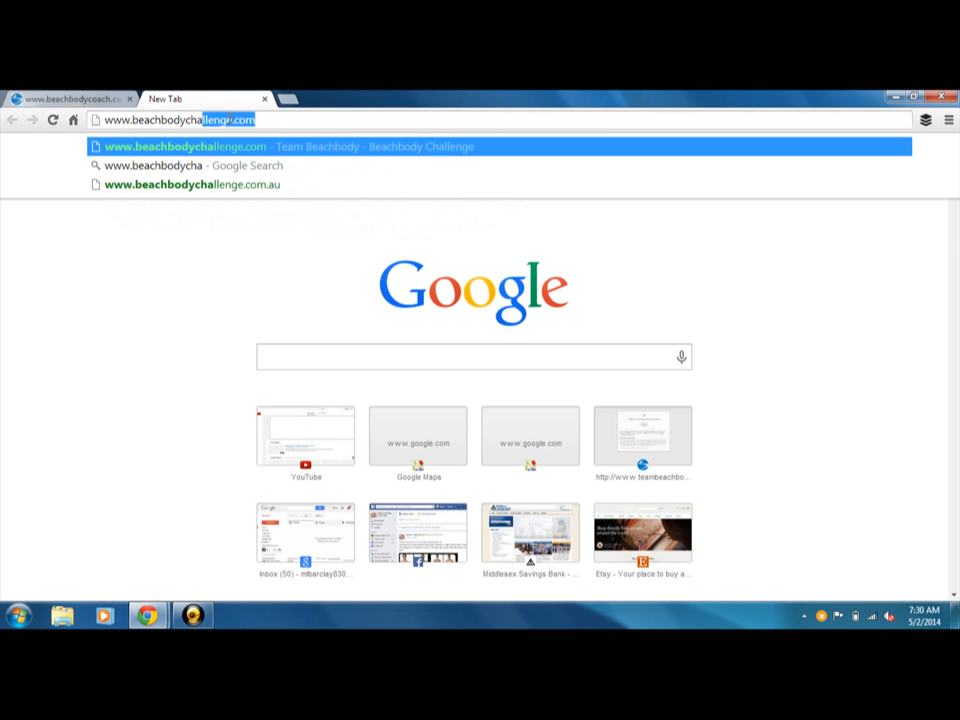 www.beachbodycoach.co
New Tab
www.beachbodychallenge.com
www.beachbodychallenge.com - Team Beachbody - Beachbody Challenge
www.beachbodycha - Google Search
www.beachbodychallenge.com.au
Google
www.google.com
www.google.com
YouTube
Google Maps
http://www.teambeachbo...
Inbox (50) - mlbarclay830...
Middlesex Savings Bank - ...
Etsy - Your place to buy a...
7:30 AM
5/2/2014